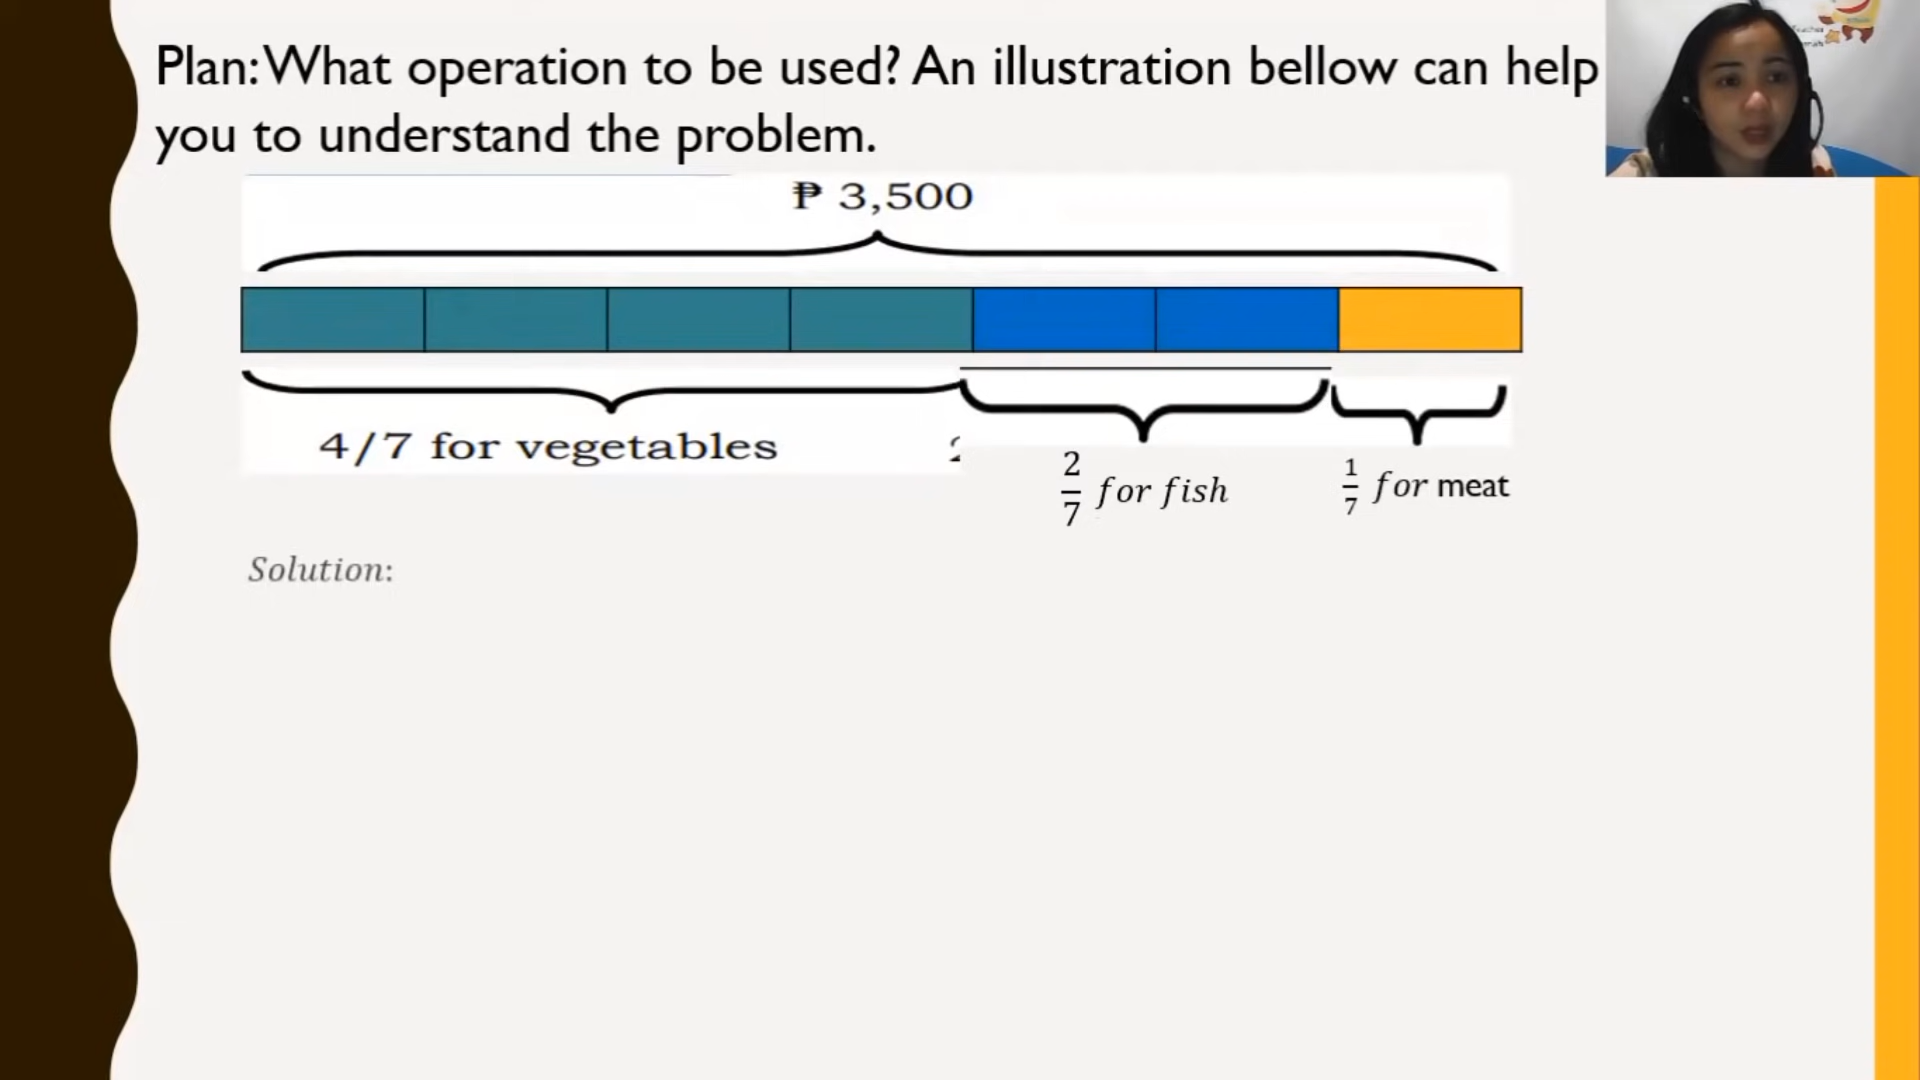 Plan: What operation to be used? An illustration bellow can help
you to understand the problem.
₱ 3,500
4/7 for vegetables
2/7 for fish
1/7 for meat
Solution: